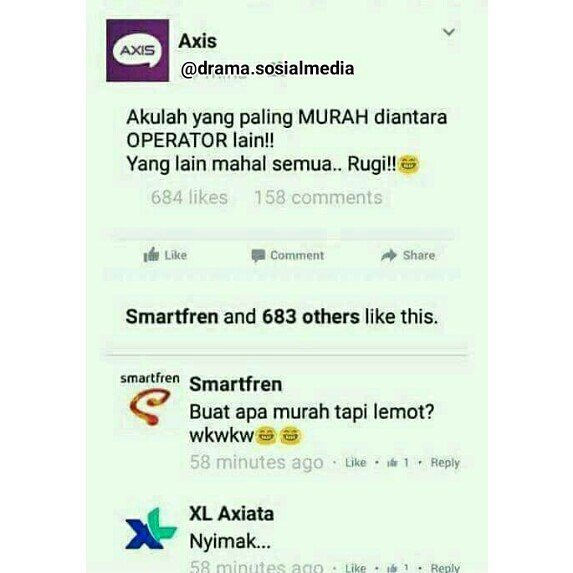 AXIS
Axis
@drama.sosialmedia
Akulah yang paling MURAH diantara
OPERATOR lain!!
Yang lain mahal semua.. Rugi!!😂
684 likes 158 comments
Like Comment Share
Smartfren and 683 others like this.
smartfren
Smartfren
Buat apa murah tapi lemot?
wkwkw😂😂
58 minutes ago · Like · 1 · Reply
XL Axiata
XL
Nyimak...
58 minutes ago · Like · 1 · Reply